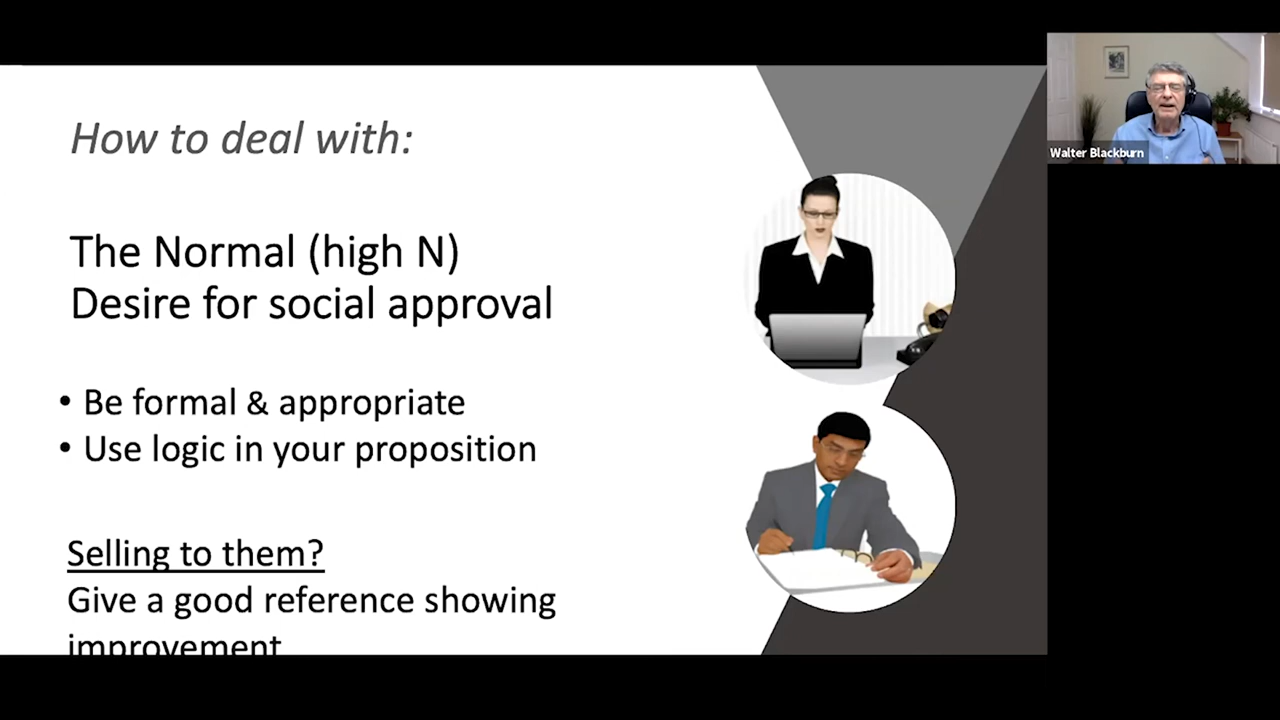 How to deal with:
The Normal (high N)
Desire for social approval
• Be formal & appropriate
• Use logic in your proposition
Selling to them?
Give a good reference showing
improvement
Walter Blackburn